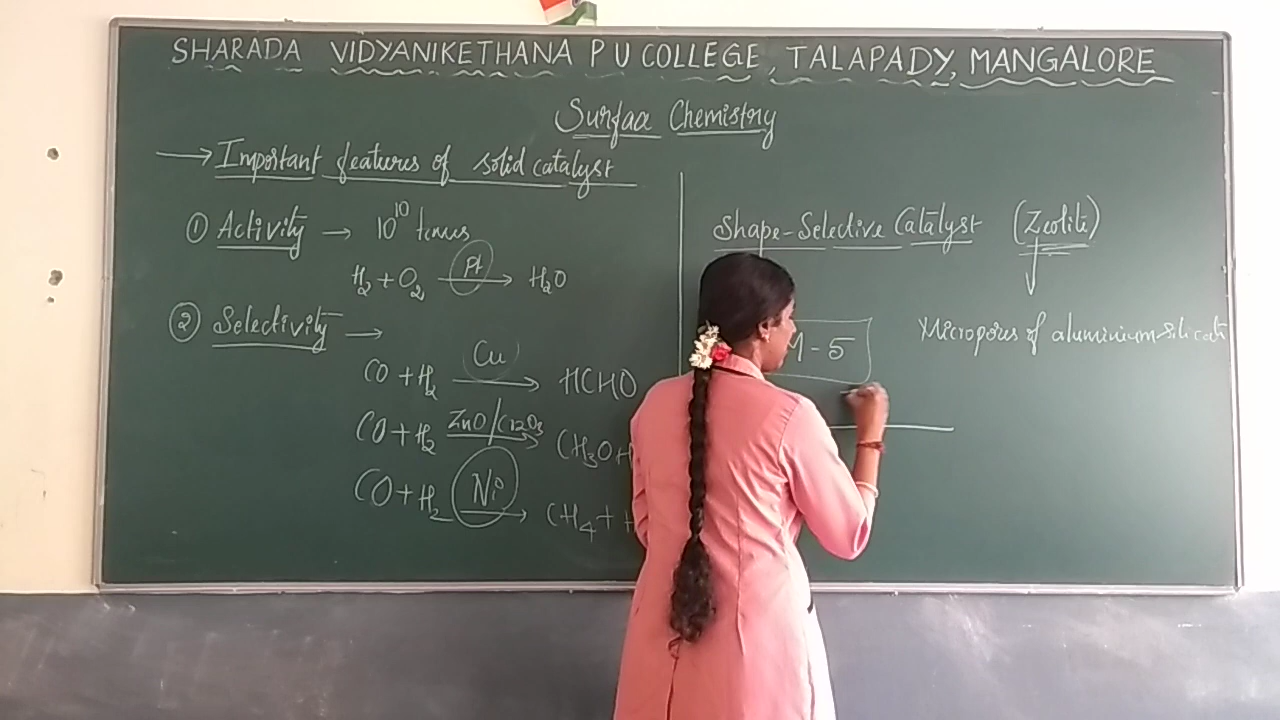 SHARADA VIDYANIKETHANA P U COLLEGE, TALAPADY, MANGALORE
Surface Chemistry
→ Important features of solid catalyst
① Activity → 10¹⁰ times
H₂ + O₂ Pt → H₂O
② Selectivity →
CO + H₂ Cu → HCHO
CO + H₂ ZnO/Cr₂O₃ → CH₃OH
CO + H₂ Ni → CH₄ + H
Shape-Selective Catalyst (Zeolite)
Micropores of aluminium silicate
- 5